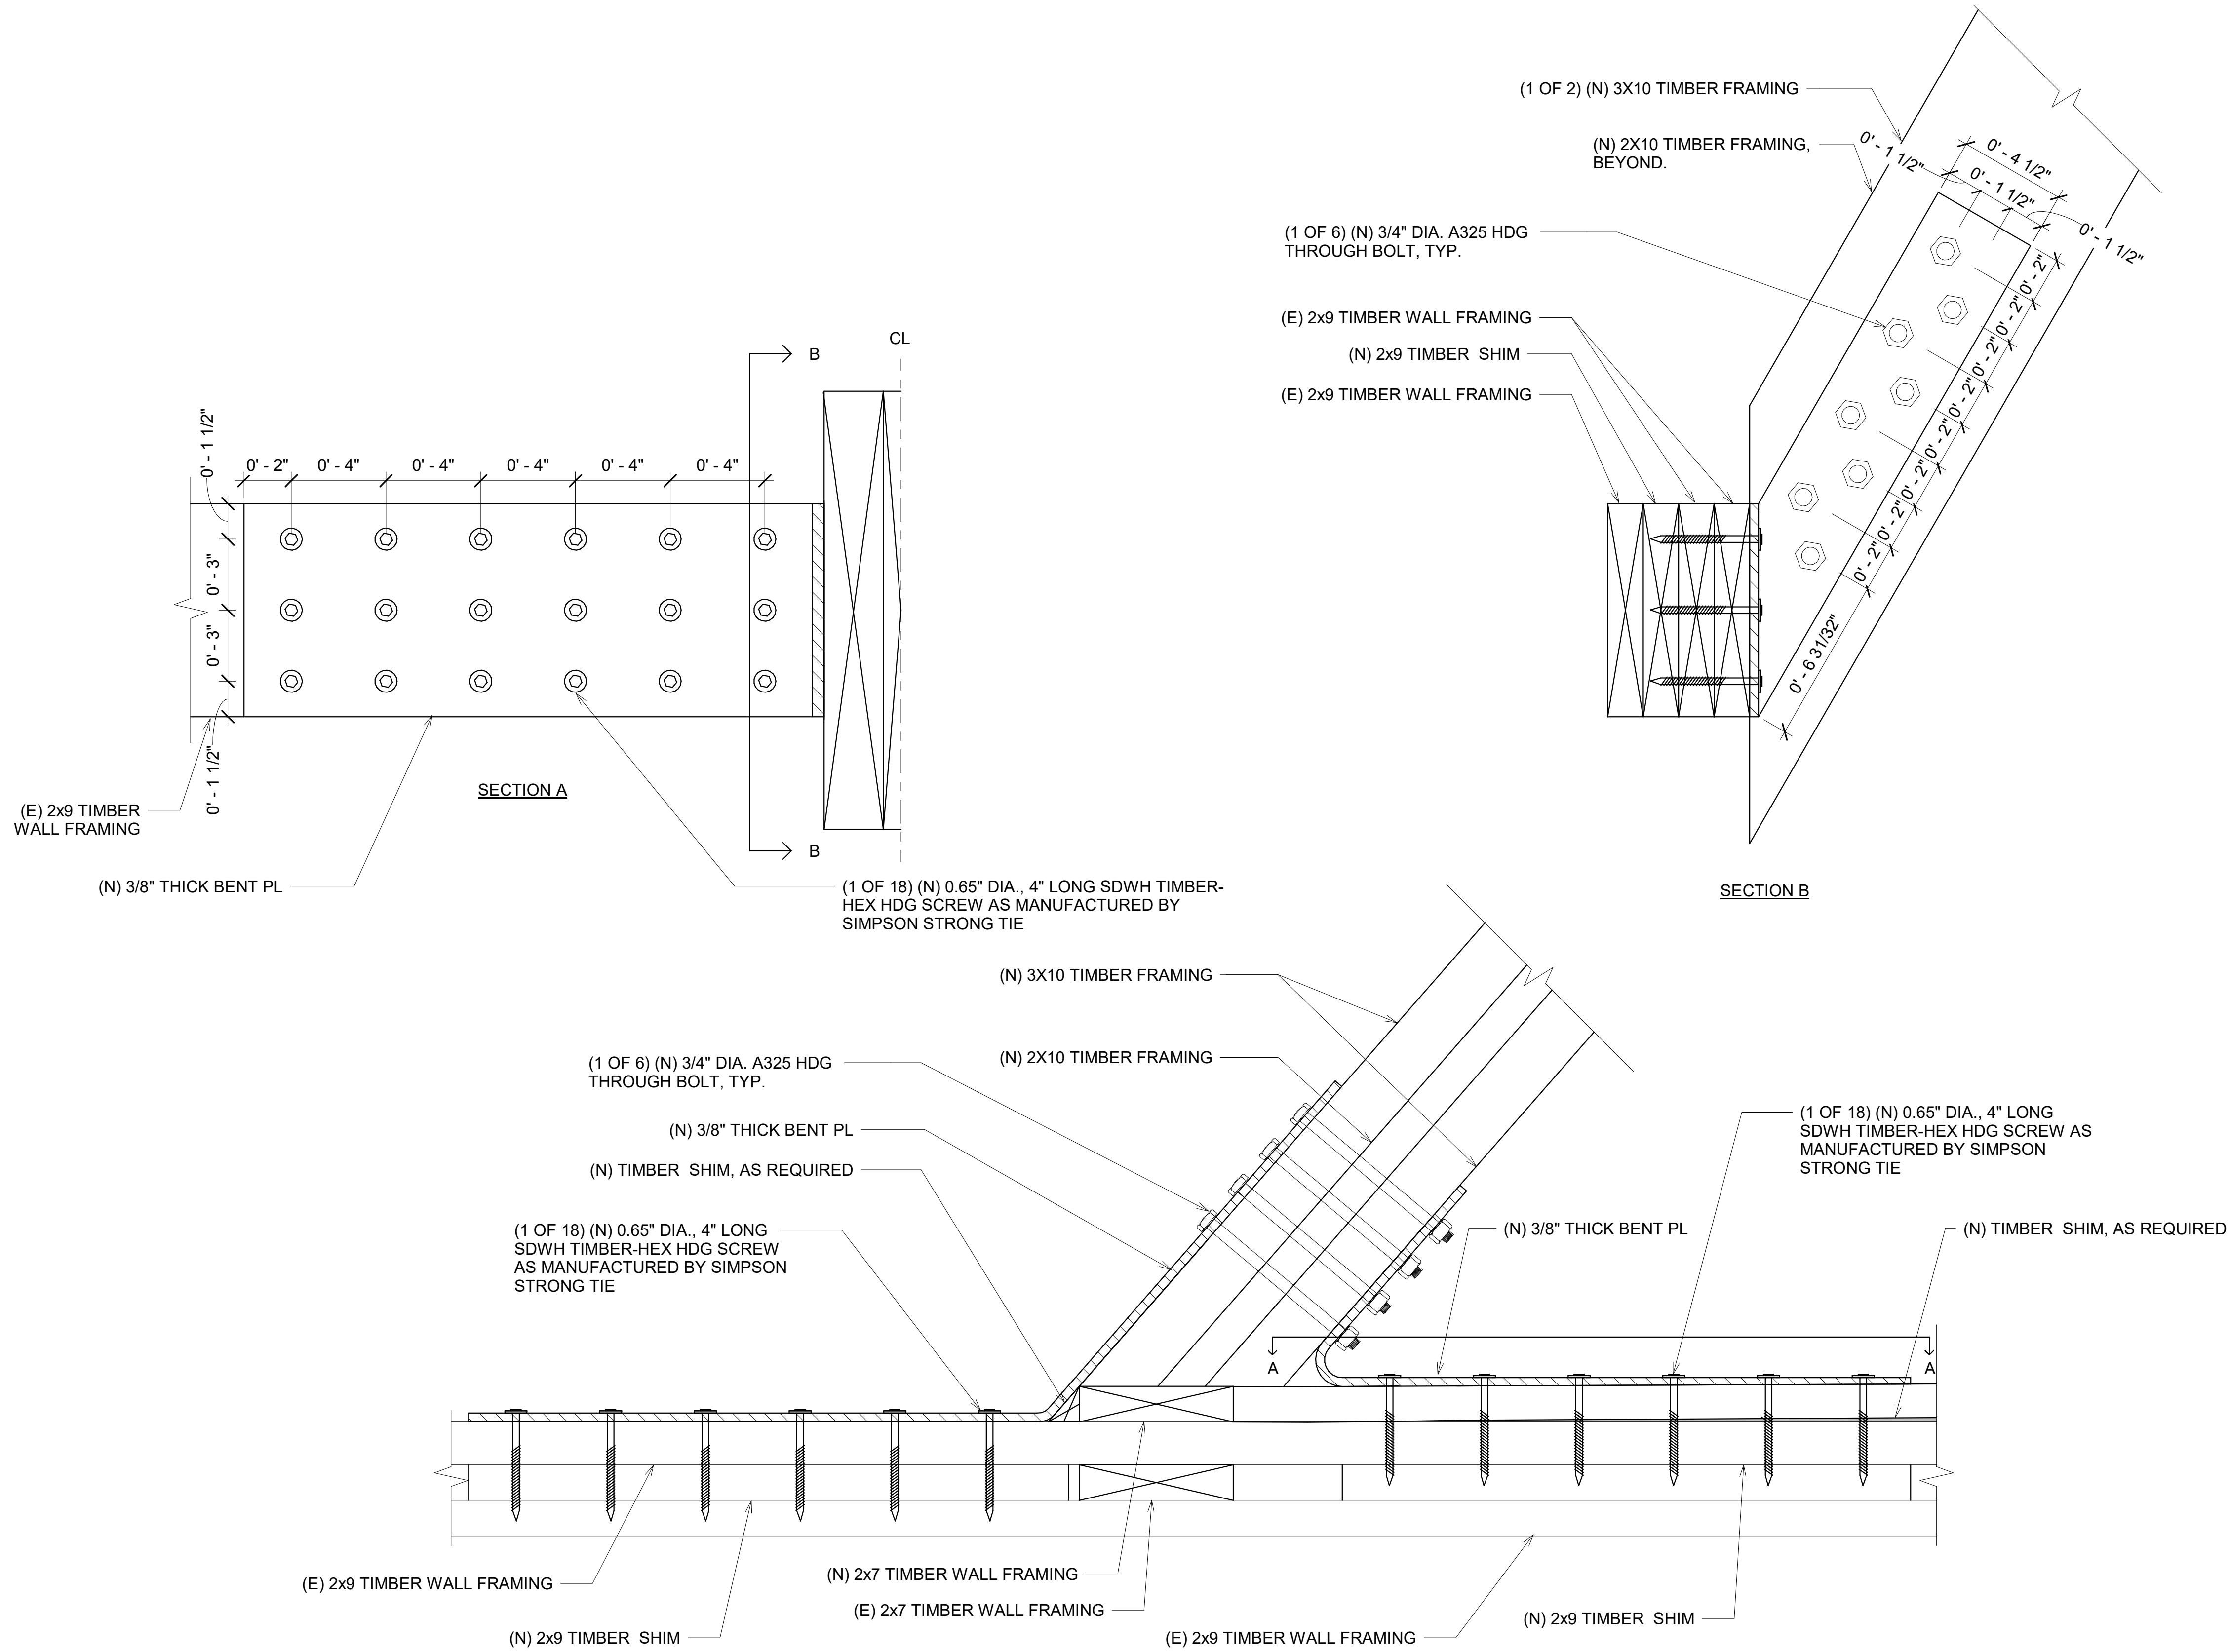 (1 OF 2) (N) 3X10 TIMBER FRAMING
(N) 2X10 TIMBER FRAMING,
BEYOND.
0' - 1 1/2"
0' - 4 1/2"
0' - 1 1/2"
0' - 1 1/2"
(1 OF 6) (N) 3/4" DIA. A325 HDG
THROUGH BOLT, TYP.
(E) 2x9 TIMBER WALL FRAMING
(N) 2x9 TIMBER SHIM
(E) 2x9 TIMBER WALL FRAMING
0' - 2"
0' - 2"
0' - 2"
0' - 2"
0' - 2"
0' - 2"
0' - 2"
0' - 2"
0' - 6 31/32"
SECTION B
CL
B
B
0' - 2"
0' - 4"
0' - 4"
0' - 4"
0' - 4"
0' - 4"
0' - 1 1/2"
0' - 3"
0' - 3"
0' - 1 1/2"
SECTION A
(E) 2x9 TIMBER
WALL FRAMING
(N) 3/8" THICK BENT PL
(1 OF 18) (N) 0.65" DIA., 4" LONG SDWH TIMBER-
HEX HDG SCREW AS MANUFACTURED BY
SIMPSON STRONG TIE
(N) 3X10 TIMBER FRAMING
(N) 2X10 TIMBER FRAMING
(1 OF 6) (N) 3/4" DIA. A325 HDG
THROUGH BOLT, TYP.
(N) 3/8" THICK BENT PL
(N) TIMBER SHIM, AS REQUIRED
(1 OF 18) (N) 0.65" DIA., 4" LONG
SDWH TIMBER-HEX HDG SCREW
AS MANUFACTURED BY SIMPSON
STRONG TIE
(1 OF 18) (N) 0.65" DIA., 4" LONG
SDWH TIMBER-HEX HDG SCREW AS
MANUFACTURED BY SIMPSON
STRONG TIE
(N) 3/8" THICK BENT PL
(N) TIMBER SHIM, AS REQUIRED
A
A
(E) 2x9 TIMBER WALL FRAMING
(N) 2x9 TIMBER SHIM
(N) 2x7 TIMBER WALL FRAMING
(E) 2x7 TIMBER WALL FRAMING
(E) 2x9 TIMBER WALL FRAMING
(N) 2x9 TIMBER SHIM